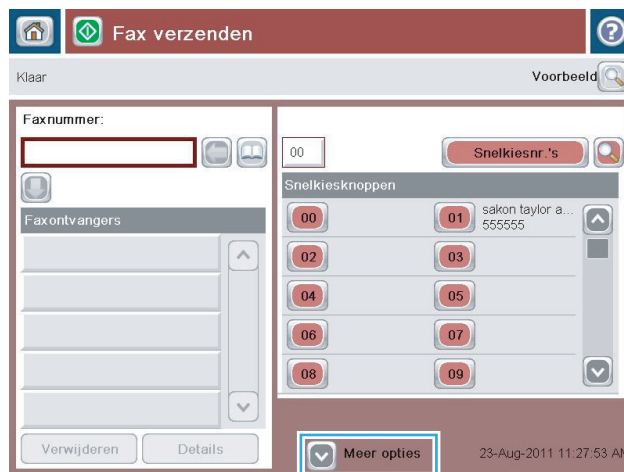 Fax verzenden
Klaar
Voorbeeld
Faxnummer:
00
Snelkiesnr.'s
Snelkiesknoppen
Faxontvangers
00
01 sakon taylor a...
555555
02
03
04
05
06
07
08
09
Verwijderen
Details
Meer opties
23-Aug-2011 11:27:53 AM